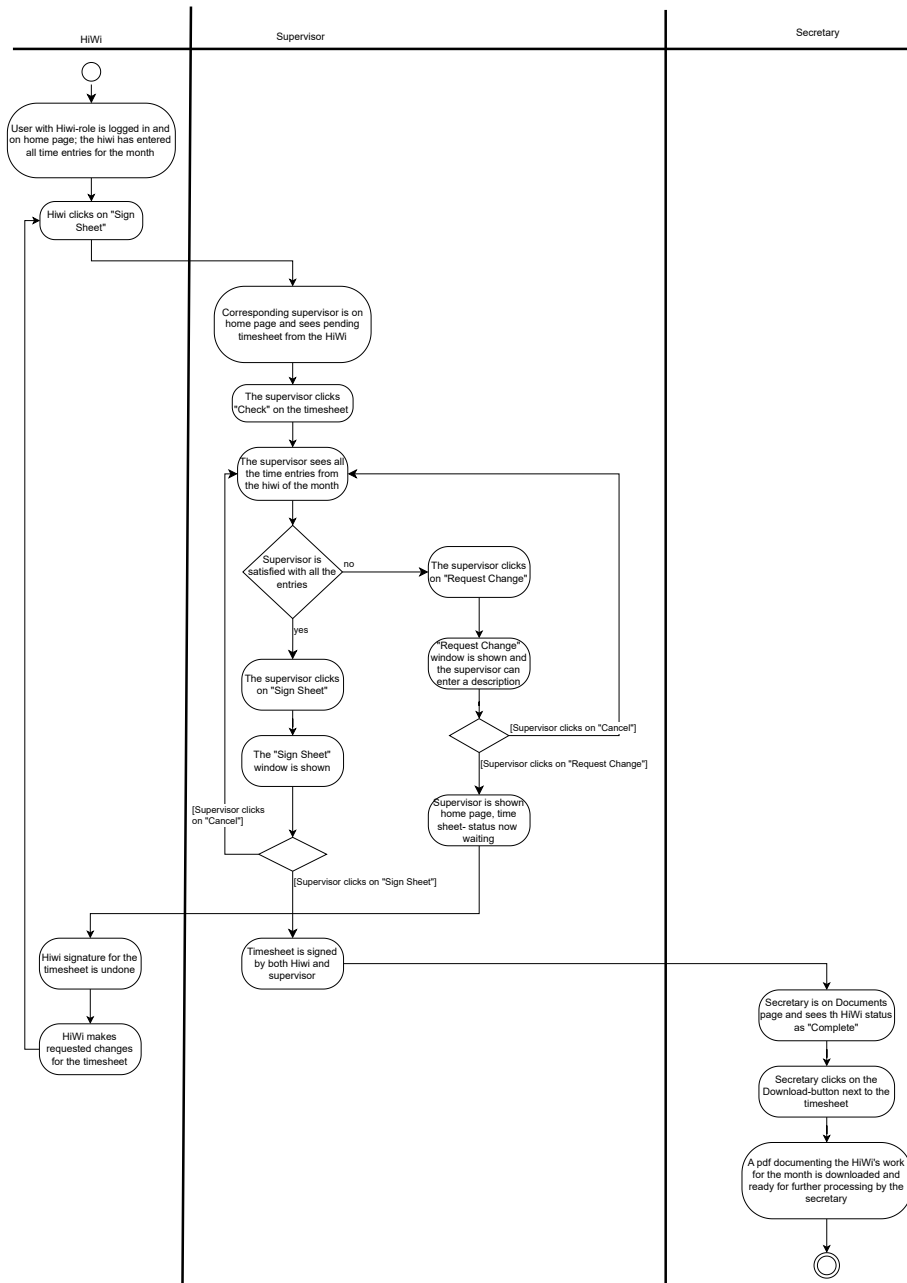 HiWi
Supervisor
Secretary
User with Hiwi-role is logged in and
on home page; the hiwi has entered
all time entries for the month
Hiwi clicks on "Sign
Sheet"
Corresponding supervisor is on
home page and sees pending
timesheet from the HiWi
The supervisor clicks
"Check" on the timesheet
The supervisor sees all
the time entries from
the hiwi of the month
Supervisor is
satisfied with all the
entries
no
The supervisor clicks
on "Request Change"
yes
"Request Change"
window is shown and
the supervisor can
enter a description
The supervisor clicks
on "Sign Sheet"
[Supervisor clicks on "Cancel"]
The "Sign Sheet"
window is shown
[Supervisor clicks on "Request Change"]
Supervisor is shown
home page, time
sheet- status now
waiting
[Supervisor clicks
on "Cancel"]
[Supervisor clicks on "Sign Sheet"]
Hiwi signature for the
timesheet is undone
Timesheet is signed
by both Hiwi and
supervisor
HiWi makes
requested changes
for the timesheet
Secretary is on Documents
page and sees th HiWi status
as "Complete"
Secretary clicks on the
Download-button next to the
timesheet
A pdf documenting the HiWi's work
for the month is downloaded and
ready for further processing by the
secretary